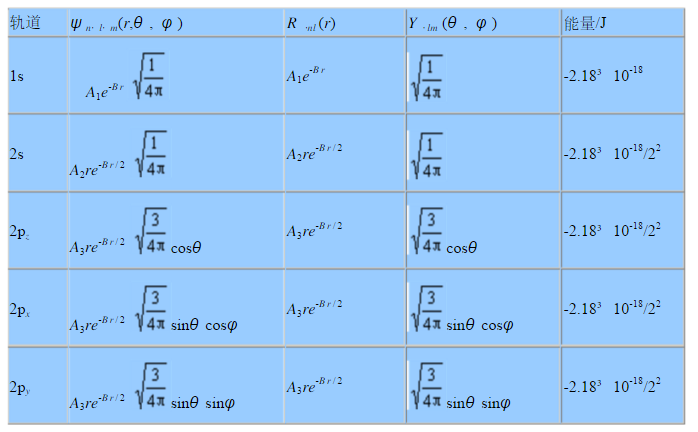 轨道 ψn· l· m(r,θ , φ ) R ·nl(r) Y ·lm(θ , φ ) 能量/J
1s A₁e^-Br √(1/4π) A₁e^-Br √(1/4π) -2.18³ 10^-18
2s A₂re^-Br/2 √(1/4π) A₂re^-Br/2 √(1/4π) -2.18³ 10^-18/2²
2pz A₃re^-Br/2 √(3/4π) cosθ A₃re^-Br/2 √(3/4π) cosθ -2.18³ 10^-18/2²
2px A₃re^-Br/2 √(3/4π) sinθ cosφ A₃re^-Br/2 √(3/4π) sinθ cosφ -2.18³ 10^-18/2²
2py A₃re^-Br/2 √(3/4π) sinθ sinφ A₃re^-Br/2 √(3/4π) sinθ sinφ -2.18³ 10^-18/2²